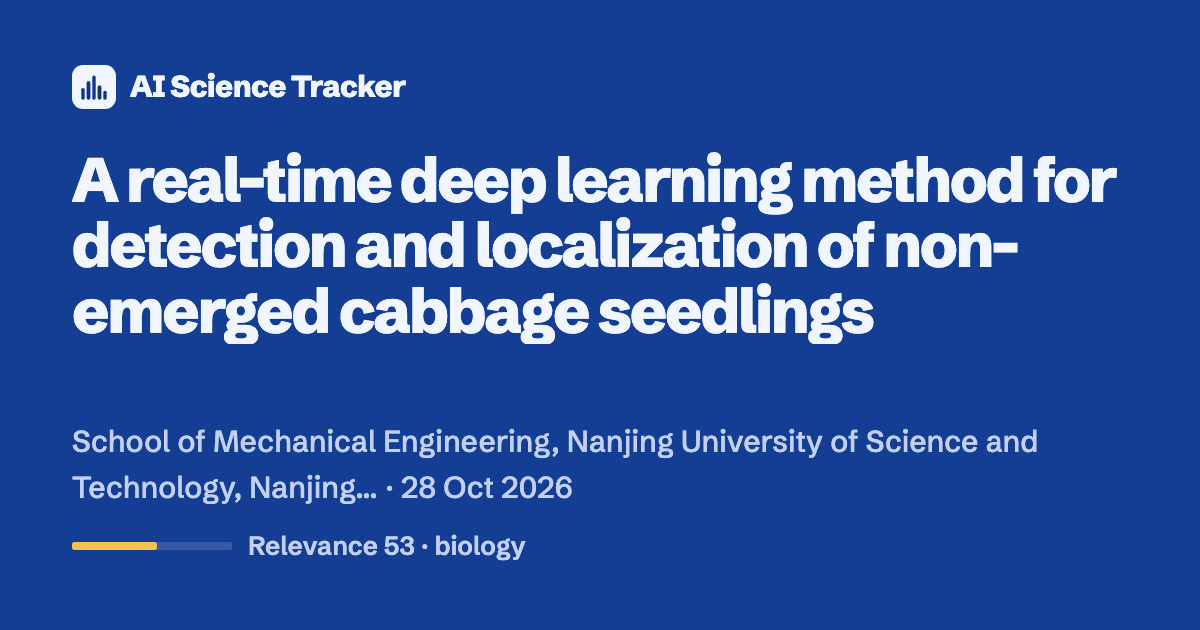 AI Science Tracker
A real-time deep learning method for
detection and localization of non-
emerged cabbage seedlings
School of Mechanical Engineering, Nanjing University of Science and
Technology, Nanjing... · 28 Oct 2026
Relevance 53 · biology